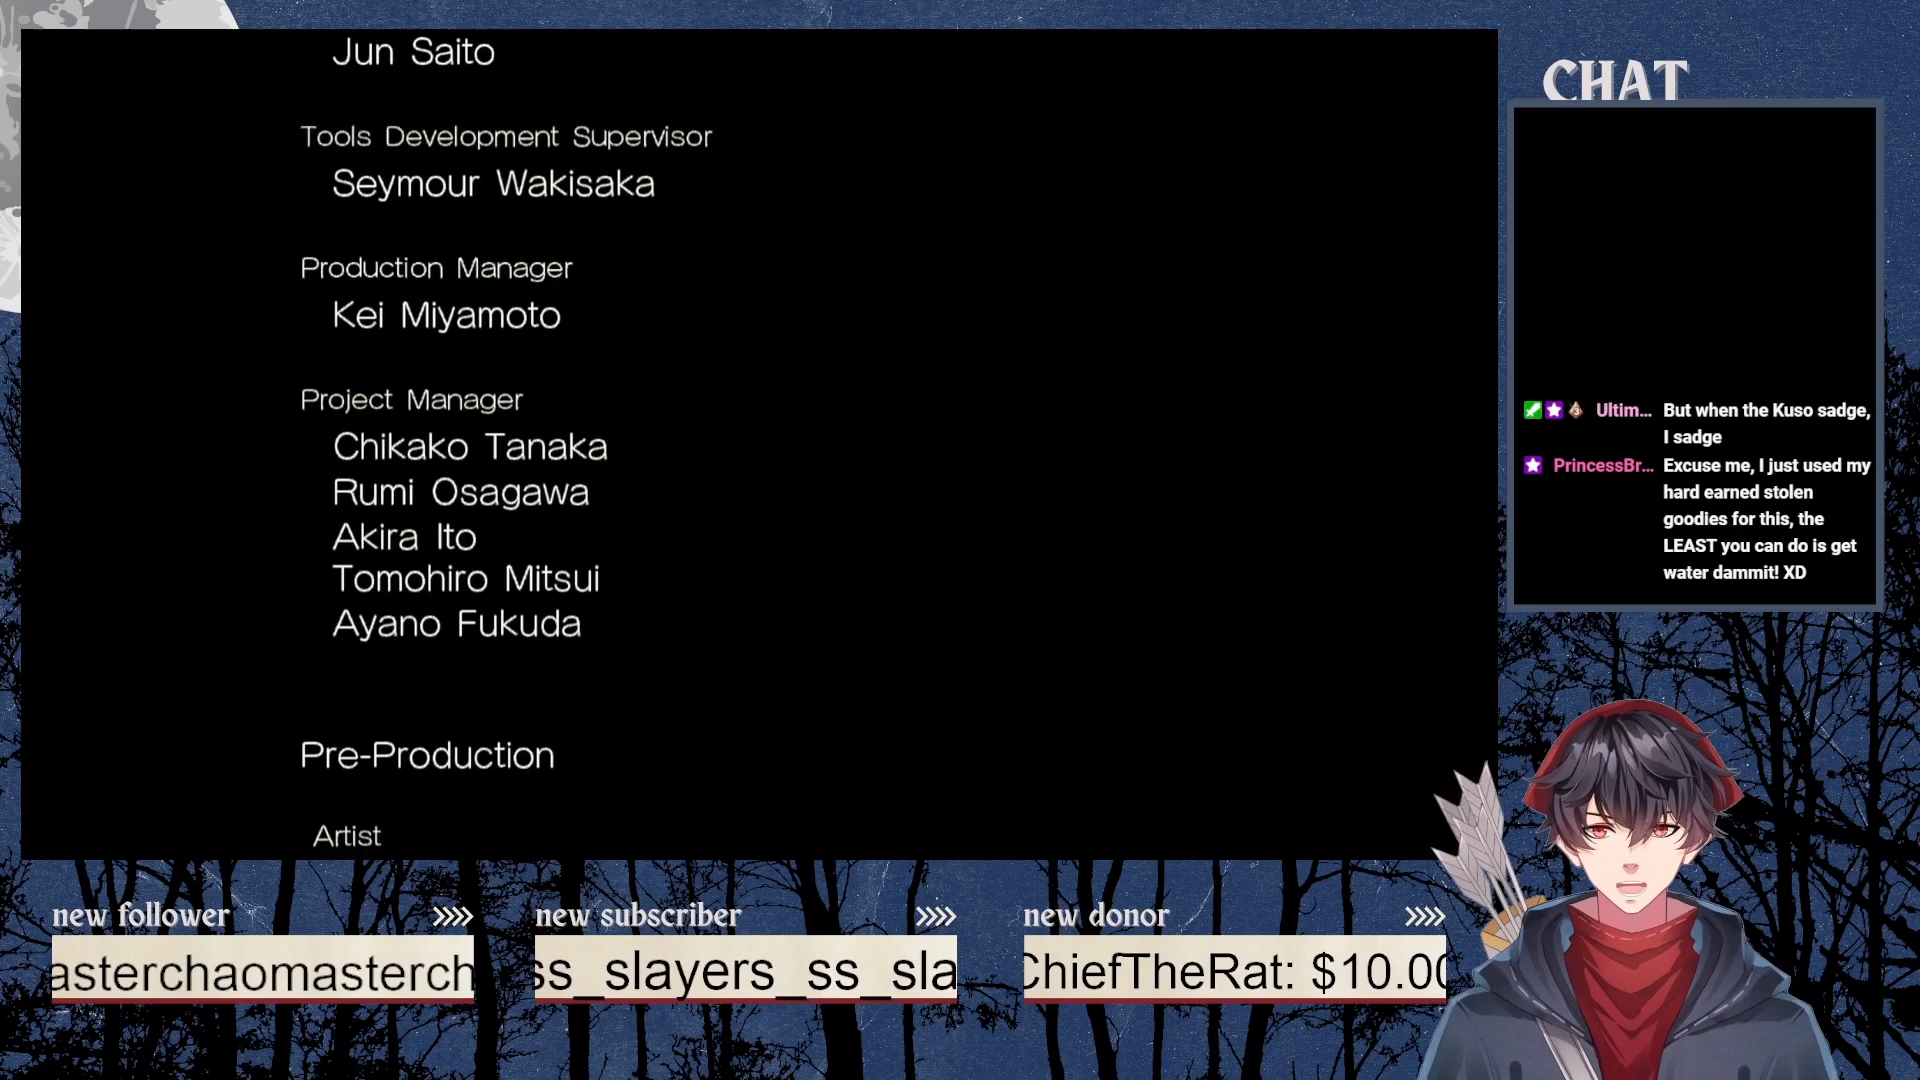 Jun Saito
Tools Development Supervisor
Seymour Wakisaka
Production Manager
Kei Miyamoto
Project Manager
Chikako Tanaka
Rumi Osagawa
Akira Ito
Tomohiro Mitsui
Ayano Fukuda
Pre-Production
Artist
CHAT
Ultim... But when the Kuso sadge,
I sadge
PrincessBr... Excuse me, I just used my
hard earned stolen
goodies for this, the
LEAST you can do is get
water dammit! XD
new follower >>>>
asterchaomasterch
new subscriber >>>>
ss_slayers_ss_sla
new donor >>>>
ChiefTheRat: $10.00